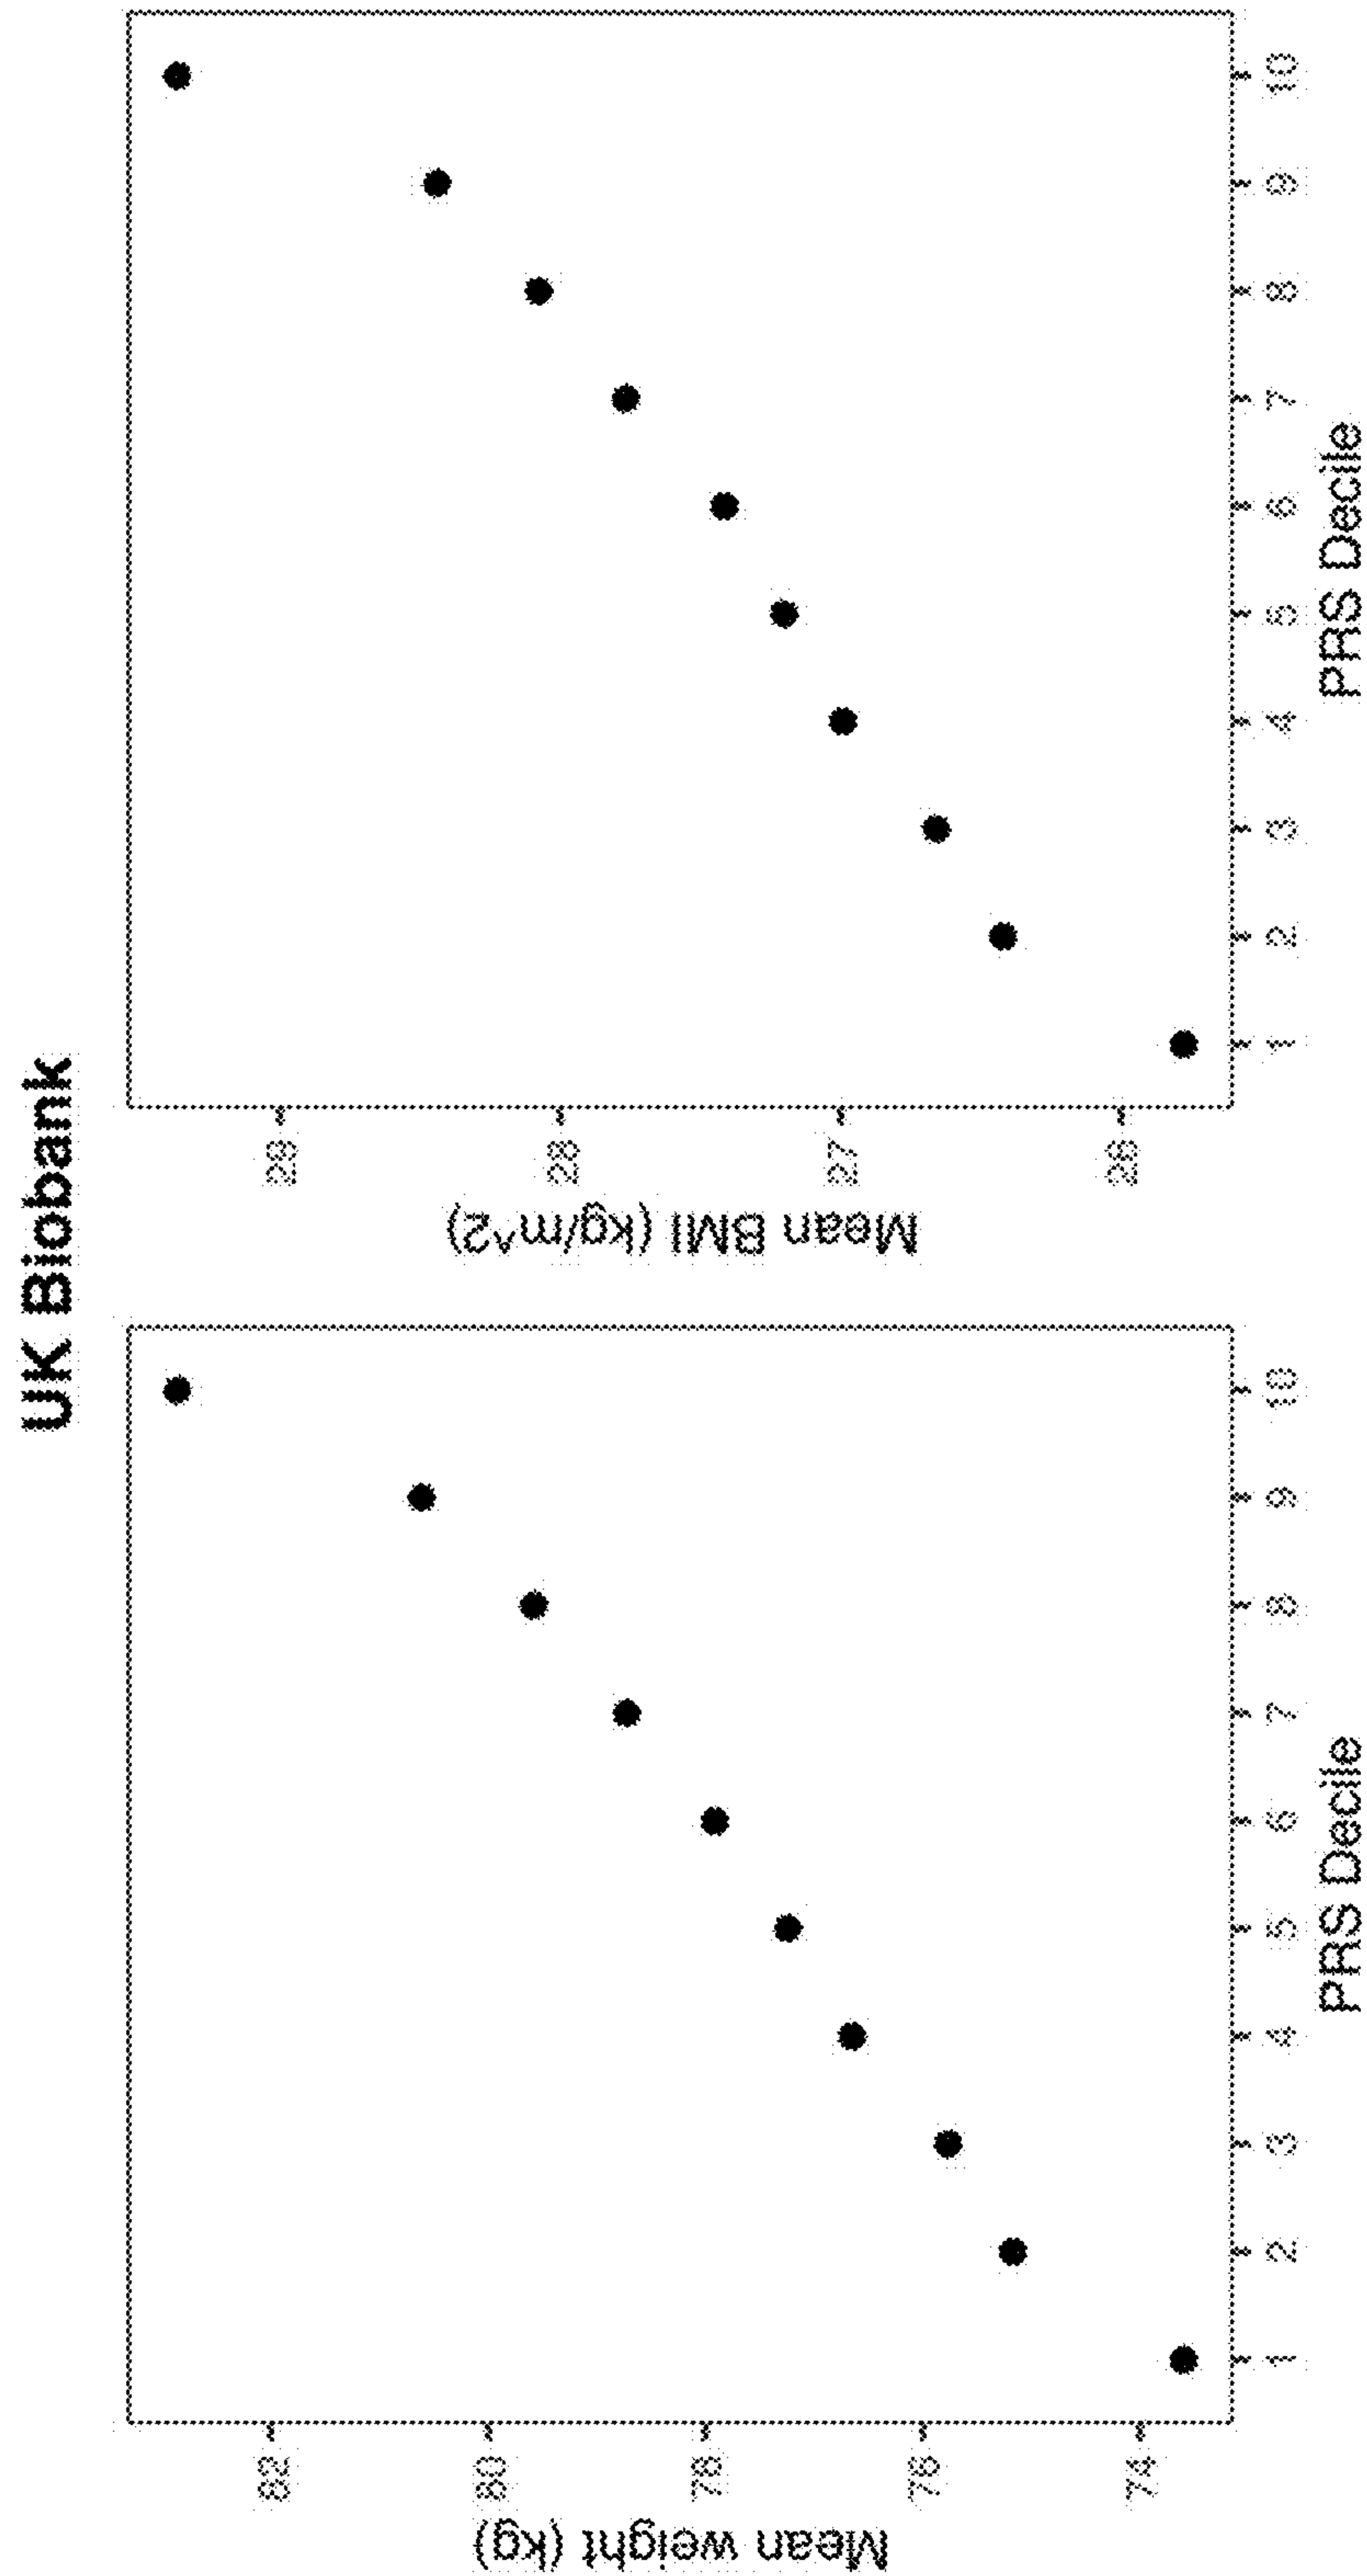 UK Biobank
Mean weight (kg)
82
80
78
76
74
1 2 3 4 5 6 7 8 9 10
PRS Decile
Mean BMI (kg/m^2)
29
28
27
26
1 2 3 4 5 6 7 8 9 10
PRS Decile